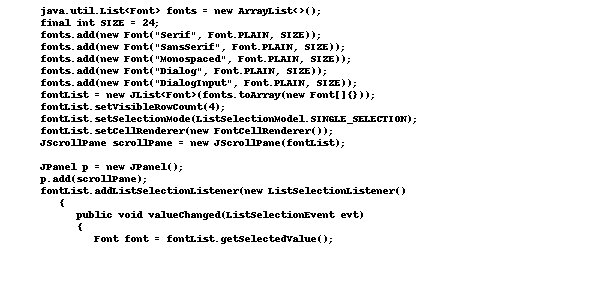 java.util.List<Font> fonts = new ArrayList<>();
final int SIZE = 24;
fonts.add(new Font("Serif", Font.PLAIN, SIZE));
fonts.add(new Font("SansSerif", Font.PLAIN, SIZE));
fonts.add(new Font("Monospaced", Font.PLAIN, SIZE));
fonts.add(new Font("Dialog", Font.PLAIN, SIZE));
fonts.add(new Font("DialogInput", Font.PLAIN, SIZE));
fontList = new JList<Font>(fonts.toArray(new Font[]{}));
fontList.setVisibleRowCount(4);
fontList.setSelectionMode(ListSelectionModel.SINGLE_SELECTION);
fontList.setCellRenderer(new FontCellRenderer());
JScrollPane scrollPane = new JScrollPane(fontList);

JPanel p = new JPanel();
p.add(scrollPane);
fontList.addListSelectionListener(new ListSelectionListener()
{
public void valueChanged(ListSelectionEvent evt)
{
Font font = fontList.getSelectedValue();